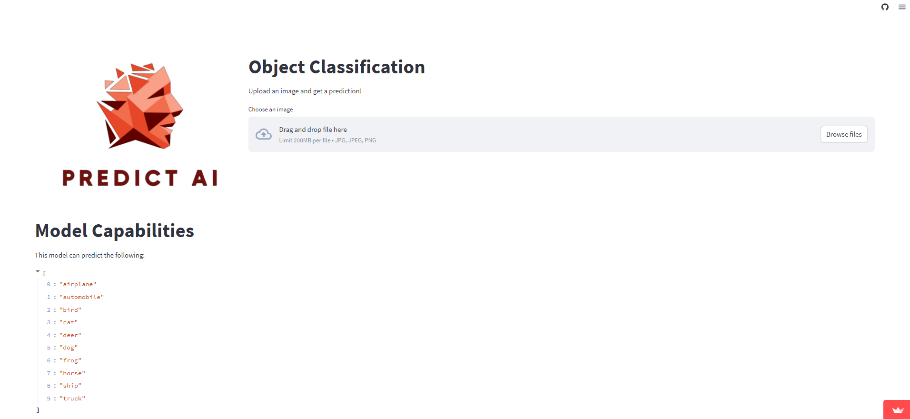 PREDICT AI
Object Classification
Upload an image and get a prediction!
Choose an image
Drag and drop file here
Limit 200MB per file • JPG, JPEG, PNG
Browse files
Model Capabilities
This model can predict the following:
[
0 : "airplane"
1 : "automobile"
2 : "bird"
3 : "cat"
4 : "deer"
5 : "dog"
6 : "frog"
7 : "horse"
8 : "ship"
9 : "truck"
]